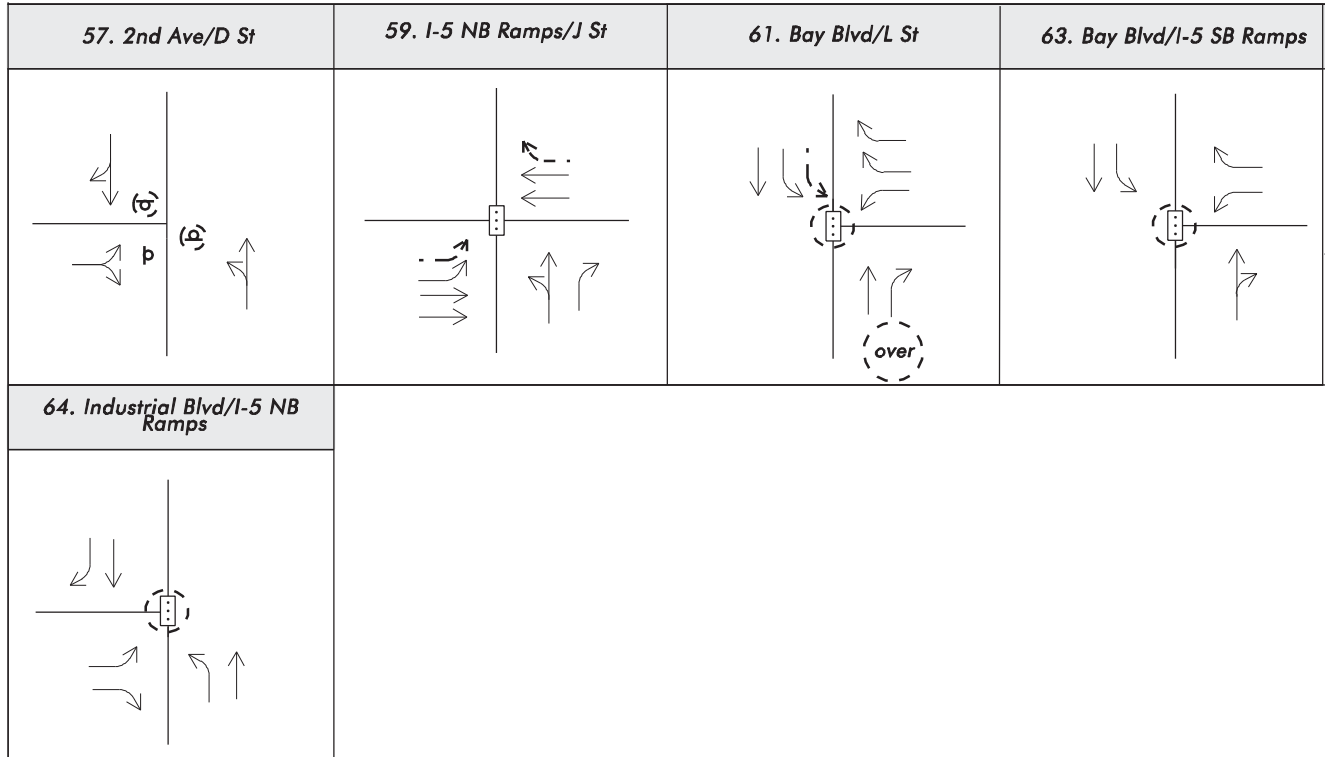 57. 2nd Ave/D St
59. I-5 NB Ramps/J St
61. Bay Blvd/L St
63. Bay Blvd/I-5 SB Ramps
over
64. Industrial Blvd/I-5 NB
Ramps